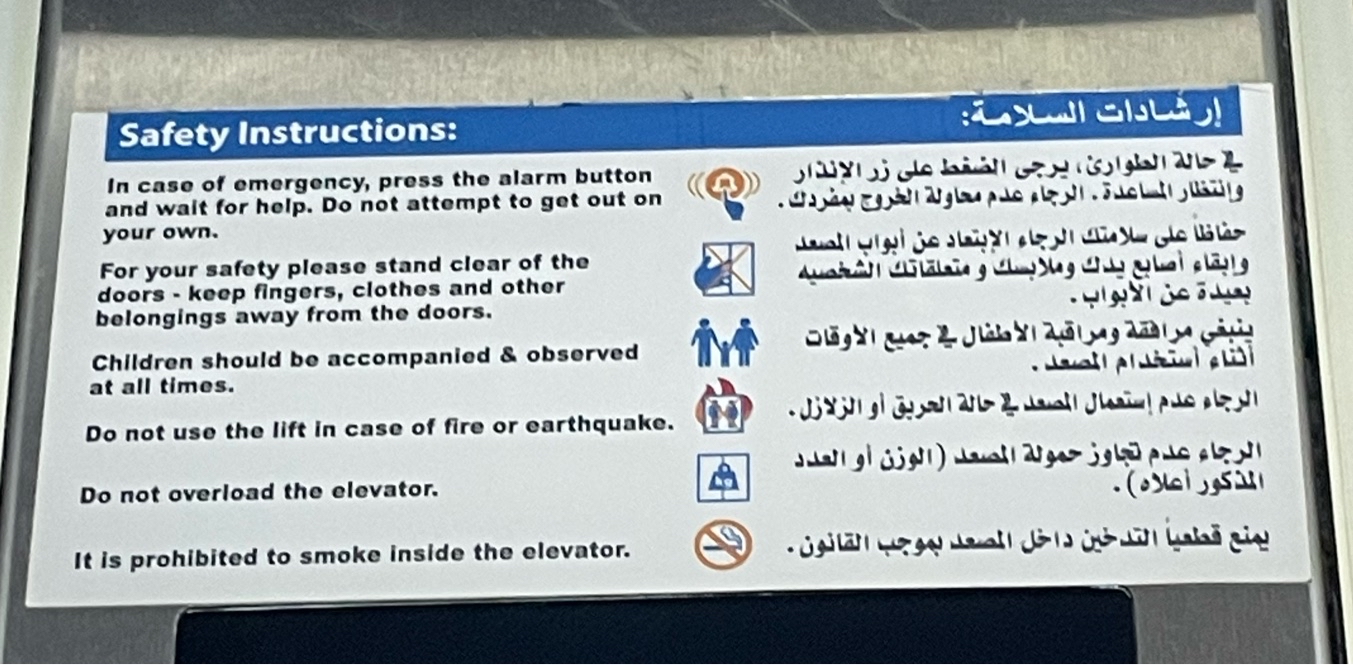 Safety Instructions:
In case of emergency, press the alarm button
and wait for help. Do not attempt to get out on
your own.
For your safety please stand clear of the
doors - keep fingers, clothes and other
belongings away from the doors.
Children should be accompanied & observed
at all times.
Do not use the lift in case of fire or earthquake.
Do not overload the elevator.
It is prohibited to smoke inside the elevator.
إرشادات السلامة:
في حالة الطوارئ، يرجى الضغط على زر الإنذار
وانتظار المساعدة. الرجاء عدم محاولة الخروج بمفردك.
حفاظاً على سلامتك الرجاء الإبتعاد عن أبواب المصعد
وإبقاء أصابع يدك وملابسك و متعلقاتك الشخصيه
بعيدة عن الأبواب.
ينبغي مرافقة ومراقبة الأطفال في جميع الأوقات
أثناء أستخدام المصعد.
الرجاء عدم إستعمال المصعد في حالة الحريق أو الزلازل.
الرجاء عدم تجاوز حمولة المصعد (الوزن أو العدد
المذكور أعلاه).
يمنع قطعياً التدخين داخل المصعد بموجب القانون.